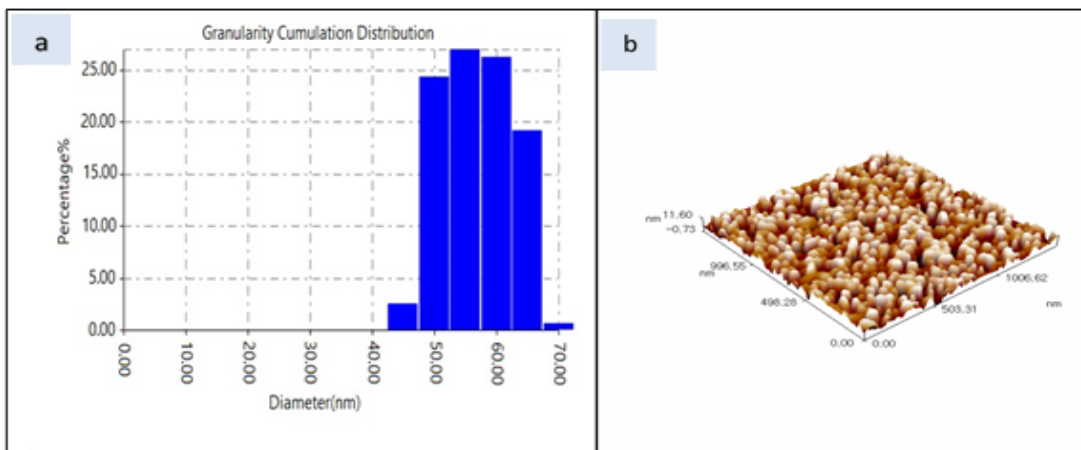 a
Granularity Cumulation Distribution
Percentage%
25.00
20.00
15.00
10.00
5.00
0.00
0.00
10.00
20.00
30.00
40.00
50.00
60.00
70.00
Diameter(nm)
b
nm
11.60
-0.73
996.55
nm
498.28
0.00
0.00
503.31
1006.62
nm